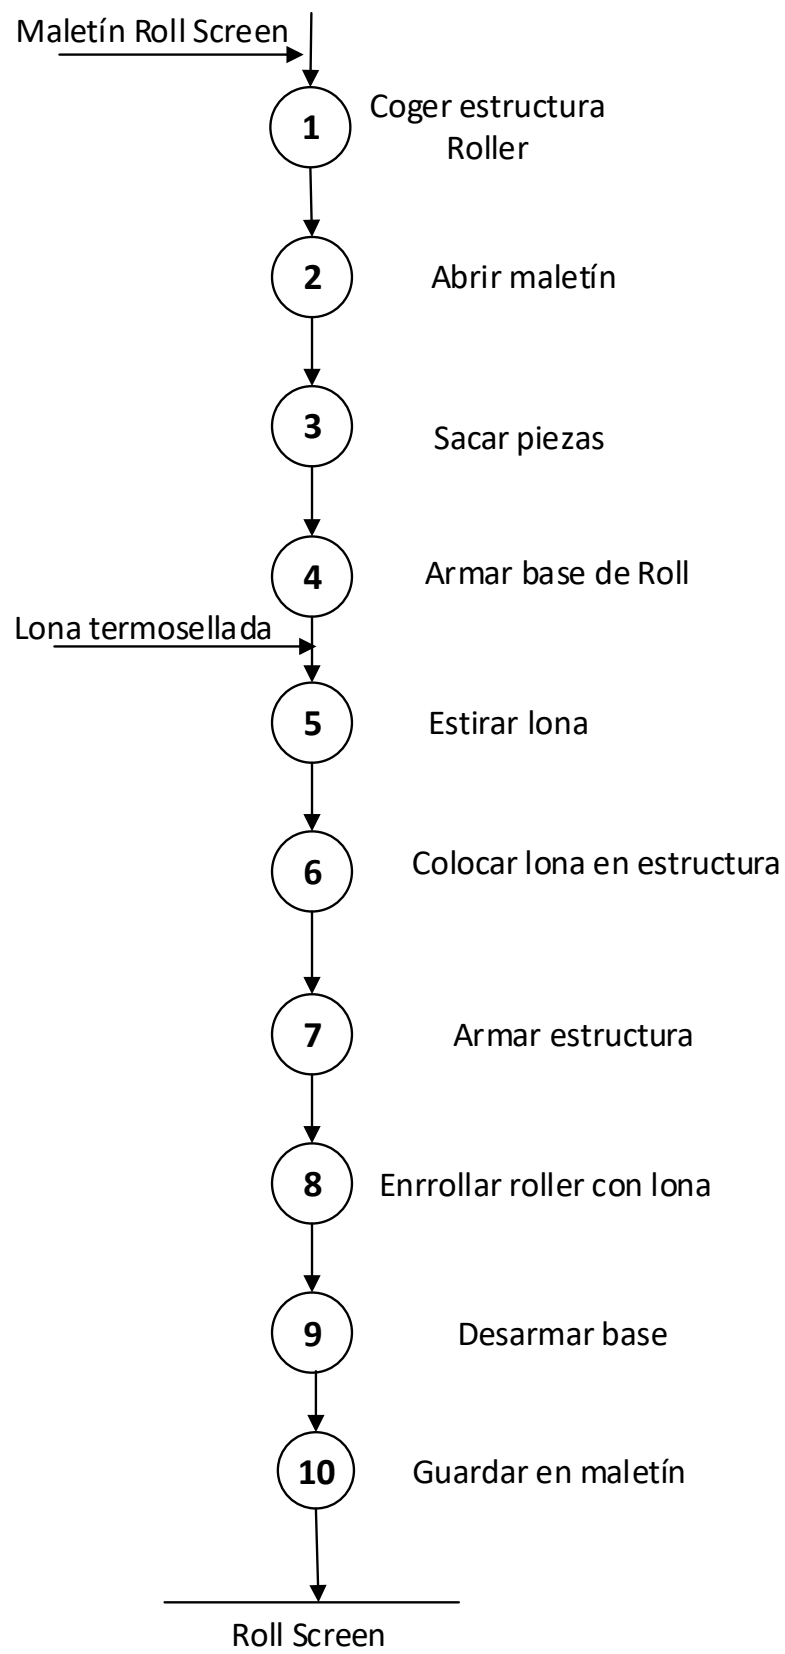 Maletín Roll Screen
1
Coger estructura
Roller
2
Abrir maletín
3
Sacar piezas
4
Armar base de Roll
Lona termosellada
5
Estirar lona
6
Colocar lona en estructura
7
Armar estructura
8
Enrrollar roller con lona
9
Desarmar base
10
Guardar en maletín
Roll Screen